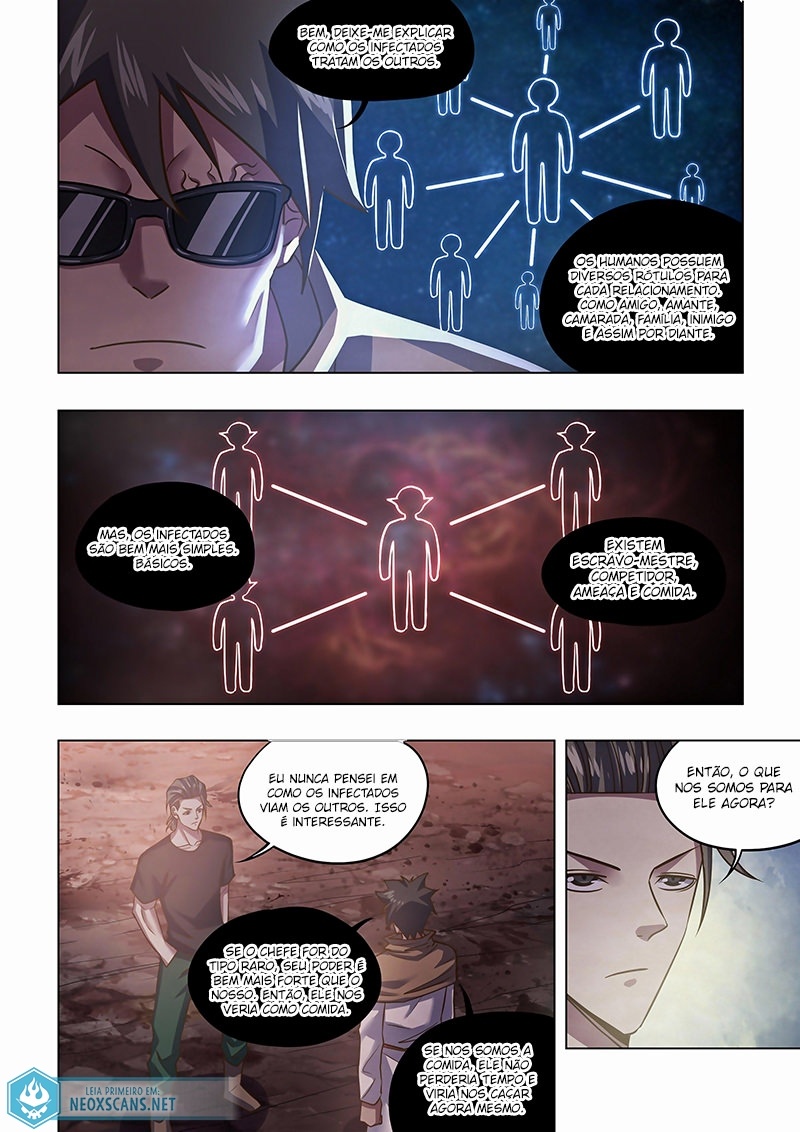 BEM, DEIXE-ME EXPLICAR
COMO OS INFECTADOS
TRATAM OS OUTROS.
OS HUMANOS POSSUEM
DIVERSOS RÓTULOS PARA
CADA RELACIONAMENTO.
COMO AMIGO, AMANTE,
CAMARADA, FAMÍLIA, INIMIGO
E ASSIM POR DIANTE.
MAS, OS INFECTADOS
SÃO BEM MAIS SIMPLES.
BÁSICOS.
EXISTEM
ESCRAVO-MESTRE,
COMPETIDOR,
AMEAÇA E COMIDA.
EU NUNCA PENSEI EM
COMO OS INFECTADOS
VIAM OS OUTROS. ISSO
É INTERESSANTE.
ENTÃO, O QUE
NOS SOMOS PARA
ELE AGORA?
SE O CHEFE FOR DO
TIPO RARO, SEU PODER É
BEM MAIS FORTE QUE O
NOSSO. ENTÃO, ELE NOS
VERIA COMO COMIDA.
SE NOS SOMOS A
COMIDA, ELE NÃO
PERDERIA TEMPO E
VIRIA NOS CAÇAR
AGORA MESMO.
LEIA PRIMEIRO EM:
NEOXSCANS.NET